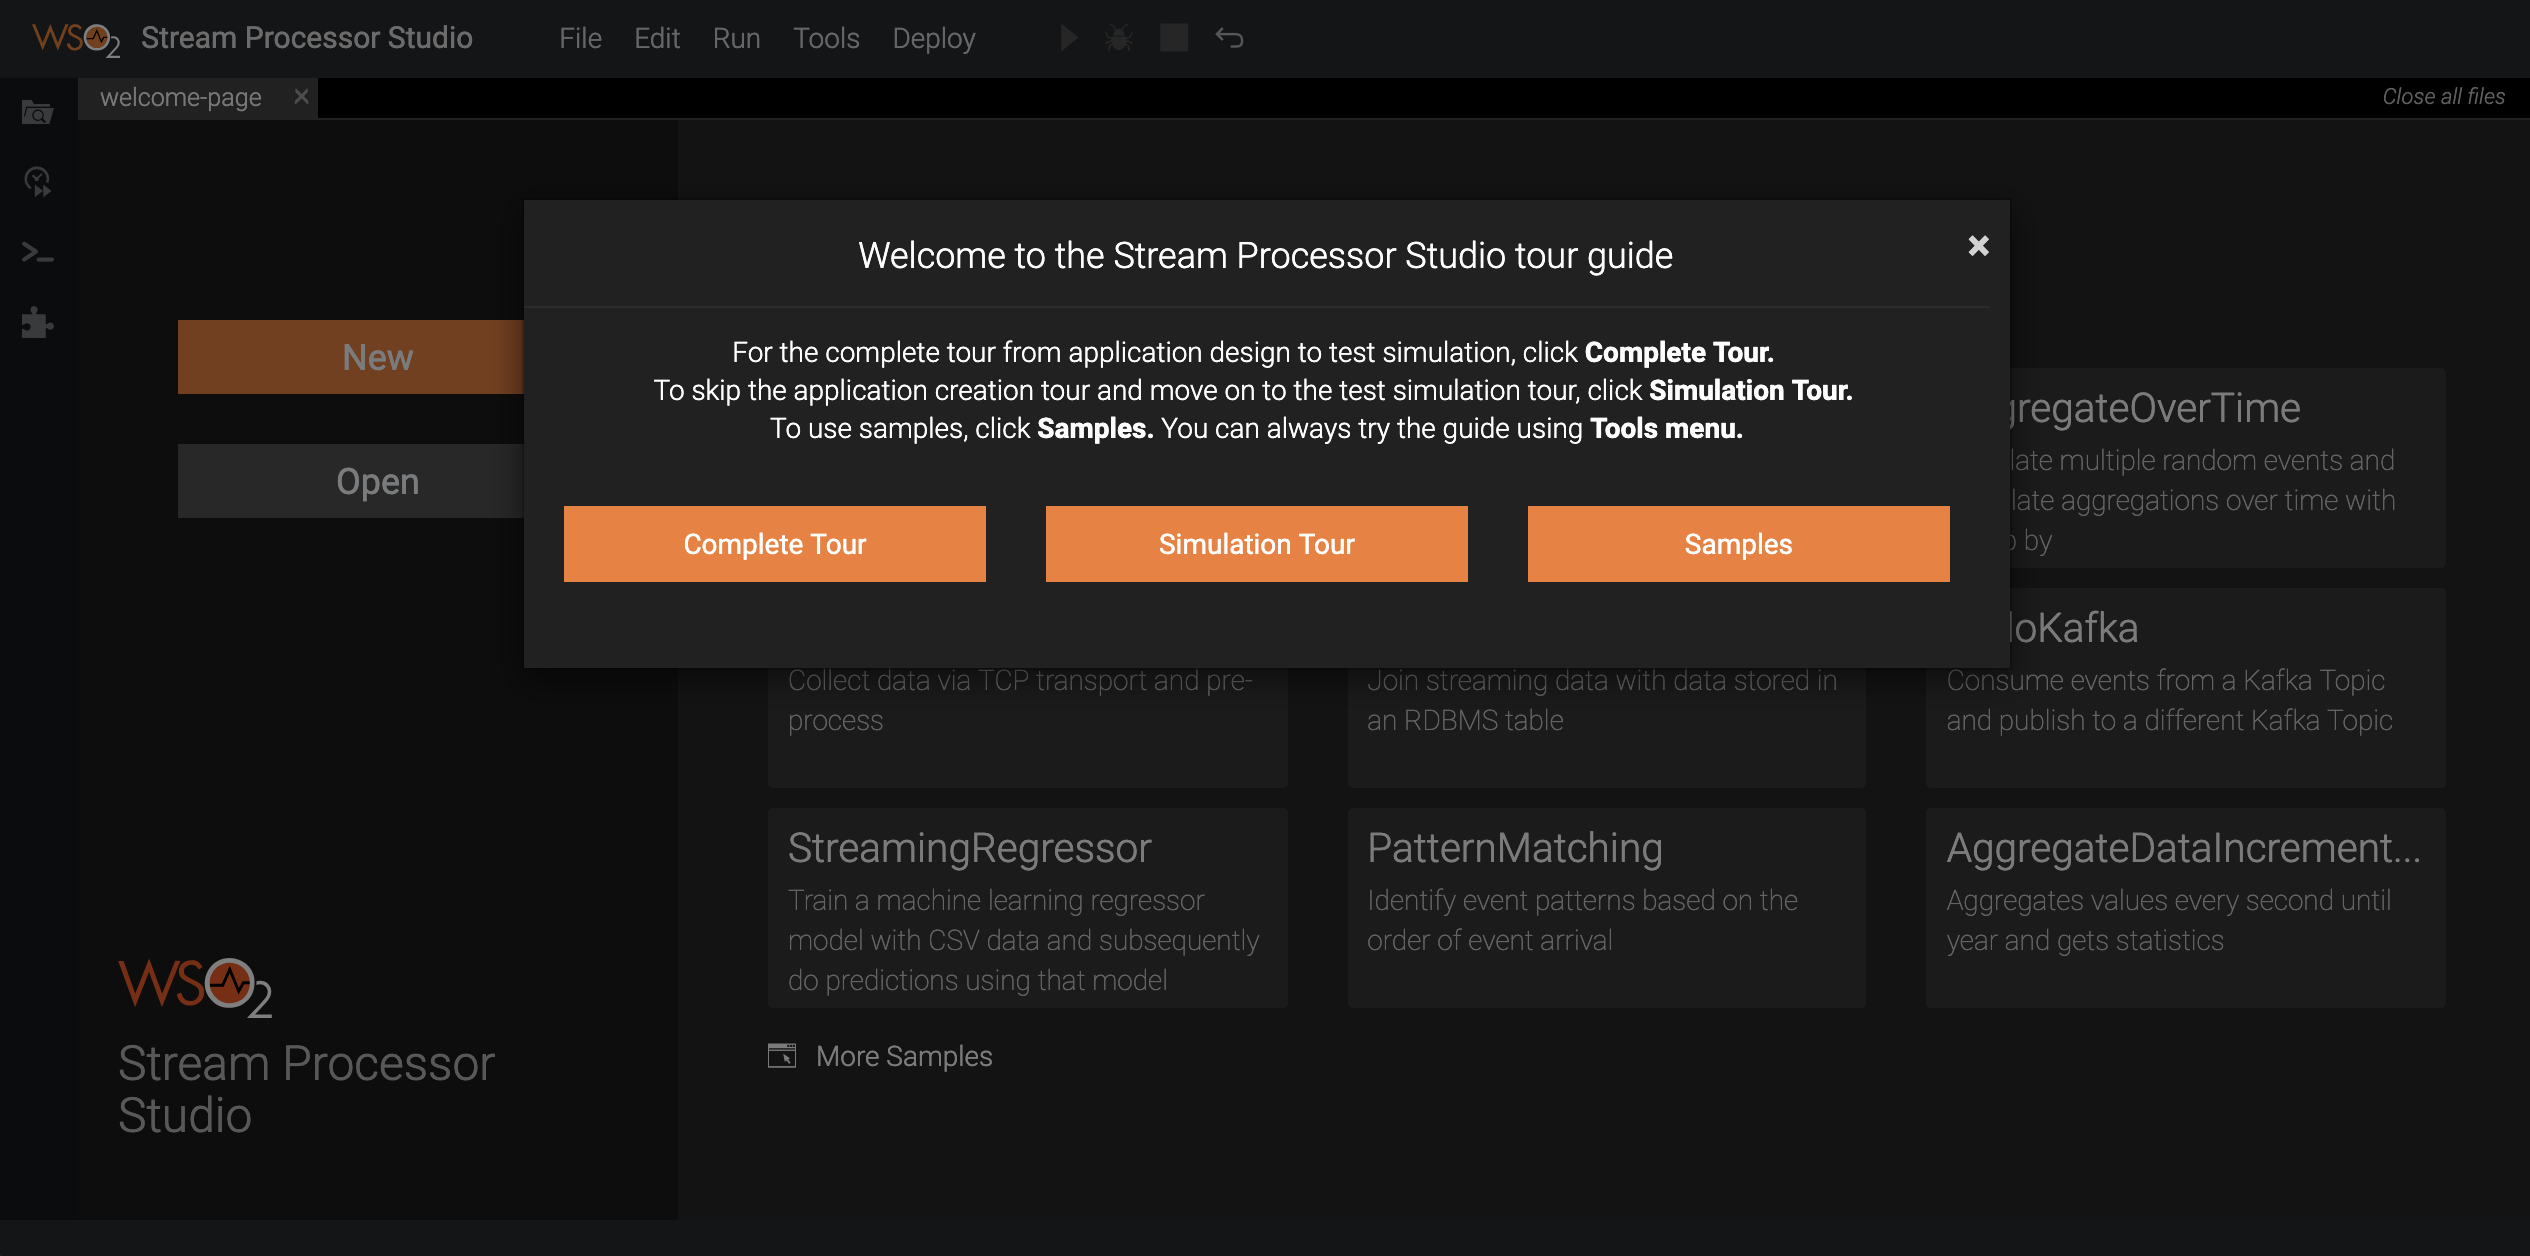 WSO2 Stream Processor Studio File Edit Run Tools Deploy
welcome-page Close all files
Welcome to the Stream Processor Studio tour guide
For the complete tour from application design to test simulation, click Complete Tour.
To skip the application creation tour and move on to the test simulation tour, click Simulation Tour.
To use samples, click Samples. You can always try the guide using Tools menu.
Complete Tour Simulation Tour Samples
New
Open
gregateOverTime
late multiple random events and
late aggregations over time with
by
loKafka
Consume events from a Kafka Topic
and publish to a different Kafka Topic
Collect data via TCP transport and pre-
process
Join streaming data with data stored in
an RDBMS table
StreamingRegressor
Train a machine learning regressor
model with CSV data and subsequently
do predictions using that model
PatternMatching
Identify event patterns based on the
order of event arrival
AggregateDataIncrement...
Aggregates values every second until
year and gets statistics
More Samples
WSO2
Stream Processor
Studio